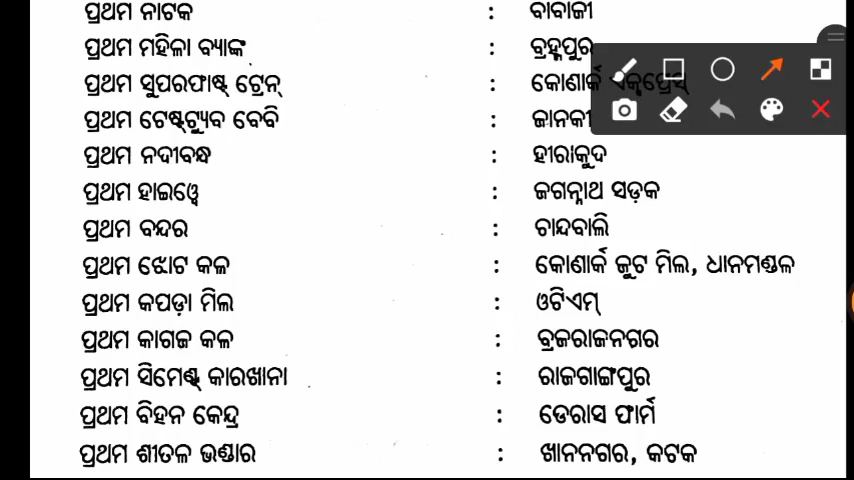 ପ୍ରଥମ ନାଟକ : ବାବାଜୀ
ପ୍ରଥମ ମହିଳା ବ୍ୟାଙ୍କ : ବ୍ରହ୍ମପୁର
ପ୍ରଥମ ସୁପରଫାଷ୍ଟ ଟ୍ରେନ୍ : କୋଣାର୍କ ଏକ୍ସପ୍ରେସ୍
ପ୍ରଥମ ଟେଷ୍ଟଟ୍ୟୁବ ବେବି : ଜାନକୀ
ପ୍ରଥମ ନଦୀବନ୍ଧ : ହୀରାକୁଦ
ପ୍ରଥମ ହାଇୱେ : ଜଗନ୍ନାଥ ସଡ଼କ
ପ୍ରଥମ ବନ୍ଦର : ଚାନ୍ଦବାଲି
ପ୍ରଥମ ଝୋଟ କଳ : କୋଣାର୍କ ଜୁଟ ମିଲ, ଧାନମଣ୍ଡଳ
ପ୍ରଥମ କପଡ଼ା ମିଲ : ଓଟିଏମ୍
ପ୍ରଥମ କାଗଜ କଳ : ବ୍ରଜରାଜନଗର
ପ୍ରଥମ ସିମେଣ୍ଟ କାରଖାନା : ରାଜଗାଙ୍ଗପୁର
ପ୍ରଥମ ବିହନ କେନ୍ଦ୍ର : ଡେରାସ ଫାର୍ମ
ପ୍ରଥମ ଶୀତଳ ଭଣ୍ଡାର : ଖାନନଗର, କଟକ